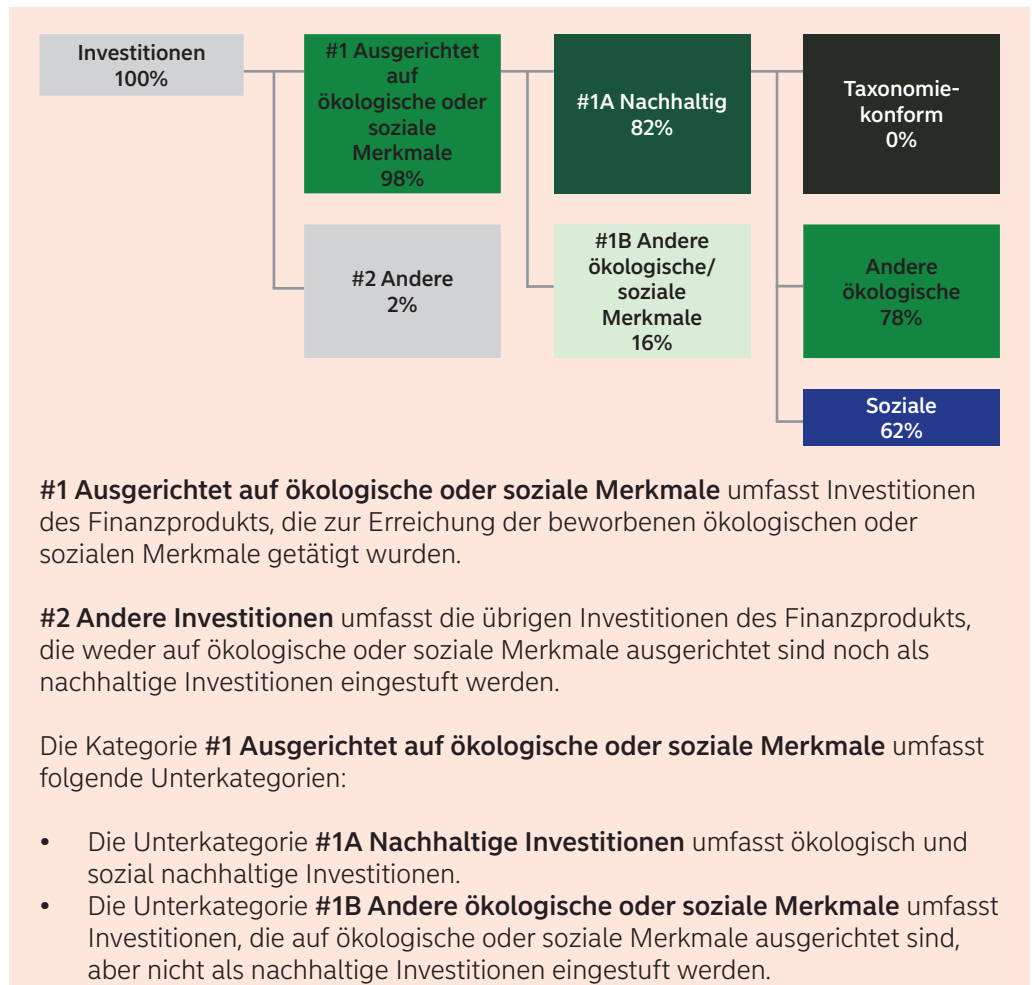 Investitionen
100%
#1 Ausgerichtet
auf
ökologische oder
soziale
Merkmale
98%
#1A Nachhaltig
82%
Taxonomie-
konform
0%
#2 Andere
2%
#1B Andere
ökologische/
soziale
Merkmale
16%
Andere
ökologische
78%
Soziale
62%
#1 Ausgerichtet auf ökologische oder soziale Merkmale umfasst Investitionen
des Finanzprodukts, die zur Erreichung der beworbenen ökologischen oder
sozialen Merkmale getätigt wurden.
#2 Andere Investitionen umfasst die übrigen Investitionen des Finanzprodukts,
die weder auf ökologische oder soziale Merkmale ausgerichtet sind noch als
nachhaltige Investitionen eingestuft werden.
Die Kategorie #1 Ausgerichtet auf ökologische oder soziale Merkmale umfasst
folgende Unterkategorien:
• Die Unterkategorie #1A Nachhaltige Investitionen umfasst ökologisch und
sozial nachhaltige Investitionen.
• Die Unterkategorie #1B Andere ökologische oder soziale Merkmale umfasst
Investitionen, die auf ökologische oder soziale Merkmale ausgerichtet sind,
aber nicht als nachhaltige Investitionen eingestuft werden.